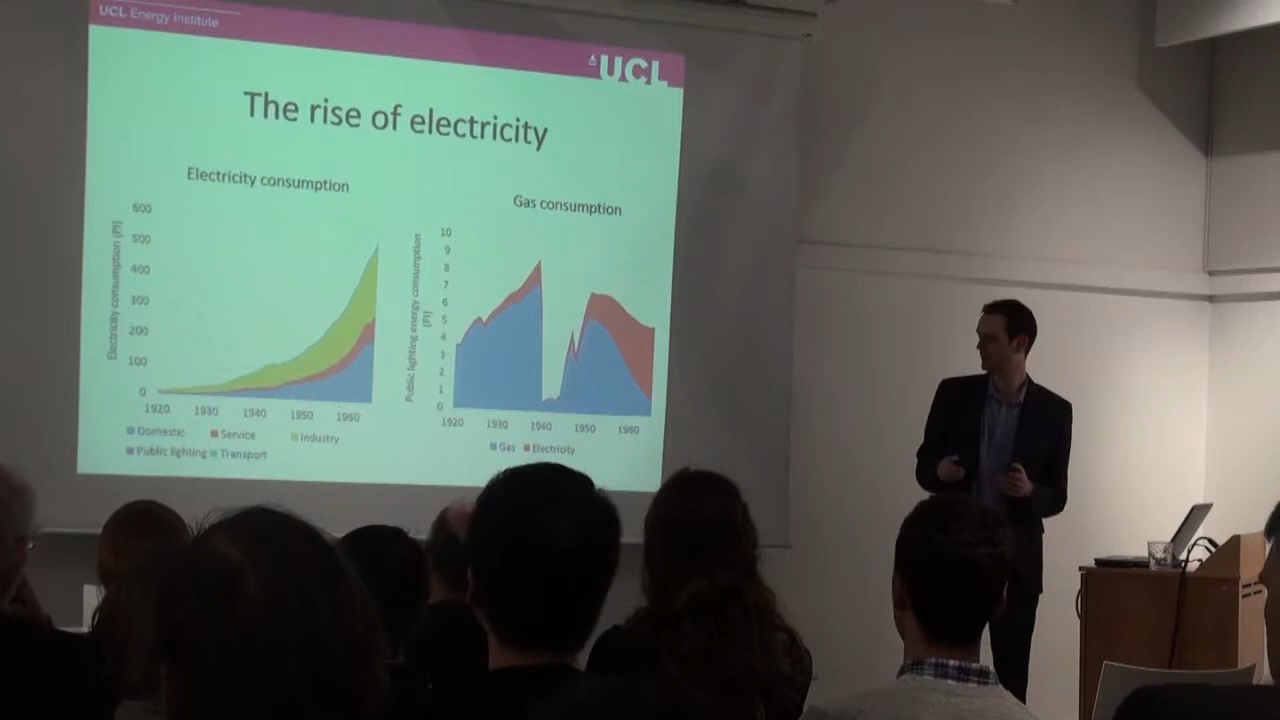 UCL Energy Institute
UCL
The rise of electricity
Electricity consumption
Electricity consumption (PJ)
600
500
400
300
200
100
0
1920 1930 1940 1950 1960
Domestic Service Industry
Public lighting Transport
Gas consumption
Public lighting energy consumption
(PJ)
10
9
8
7
6
5
4
3
2
1
0
1920 1930 1940 1950 1960
Gas Electricity